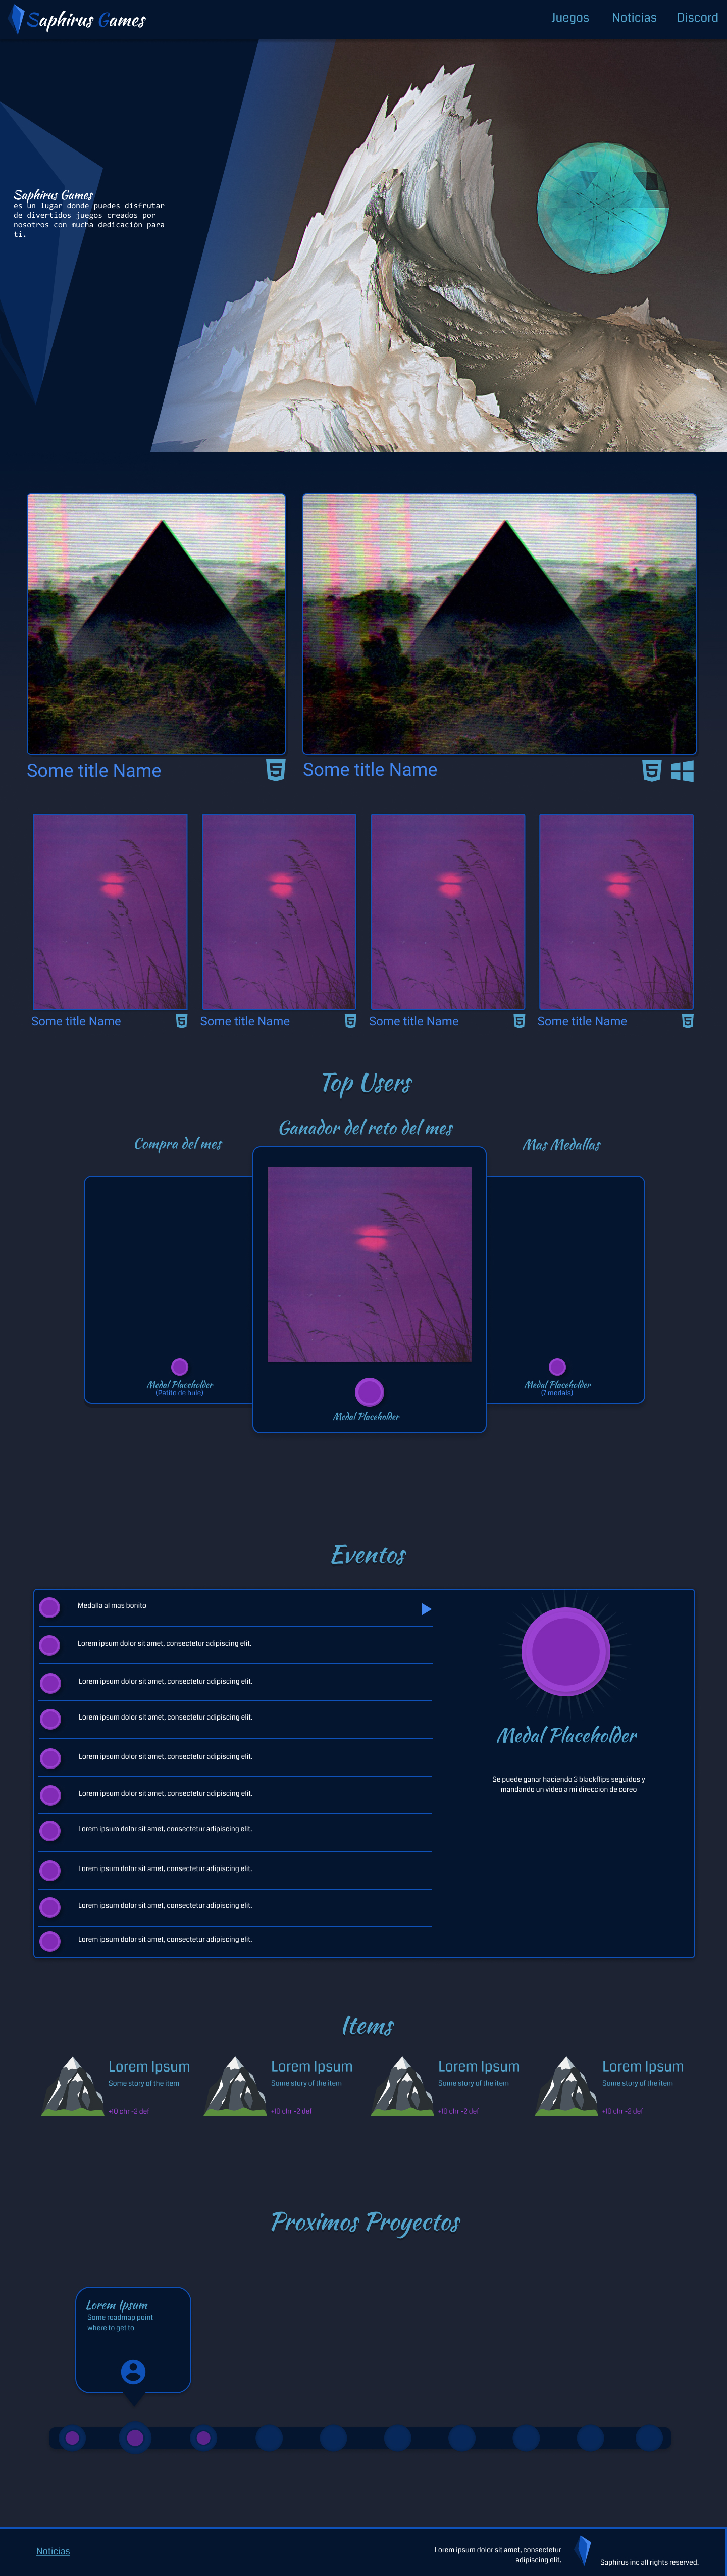 Saphirus Games
Juegos
Noticias
Discord
Saphirus Games
es un lugar donde puedes disfrutar
de divertidos juegos creados por
nosotros con mucha dedicación para
ti.
Some title Name
Some title Name
Some title Name
Some title Name
Some title Name
Some title Name
Top Users
Compra del mes
Ganador del reto del mes
Mas Medallas
Medal Placeholder
(Patito de hule)
Medal Placeholder
Medal Placeholder
(7 medals)
Eventos
Medalla al mas bonito
Lorem ipsum dolor sit amet, consectetur adipiscing elit.
Lorem ipsum dolor sit amet, consectetur adipiscing elit.
Lorem ipsum dolor sit amet, consectetur adipiscing elit.
Lorem ipsum dolor sit amet, consectetur adipiscing elit.
Lorem ipsum dolor sit amet, consectetur adipiscing elit.
Lorem ipsum dolor sit amet, consectetur adipiscing elit.
Lorem ipsum dolor sit amet, consectetur adipiscing elit.
Lorem ipsum dolor sit amet, consectetur adipiscing elit.
Lorem ipsum dolor sit amet, consectetur adipiscing elit.
Medal Placeholder
Se puede ganar haciendo 3 blackflips seguidos y
mandando un video a mi direccion de coreo
Items
Lorem Ipsum
Some story of the item
+10 chr -2 def
Lorem Ipsum
Some story of the item
+10 chr -2 def
Lorem Ipsum
Some story of the item
+10 chr -2 def
Lorem Ipsum
Some story of the item
+10 chr -2 def
Proximos Proyectos
Lorem Ipsum
Some roadmap point
where to get to
Noticias
Lorem ipsum dolor sit amet, consectetur
adipiscing elit.
Saphirus inc all rights reserved.